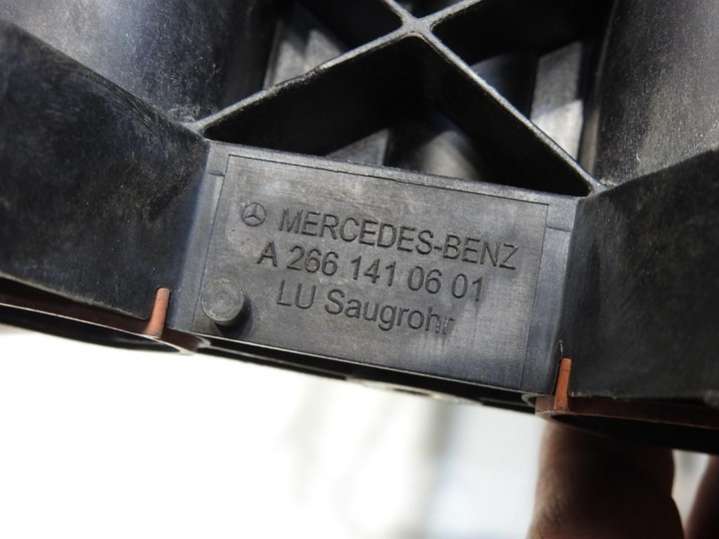 MERCEDES-BENZ
A 266 141 06 01
LU Saugrohr